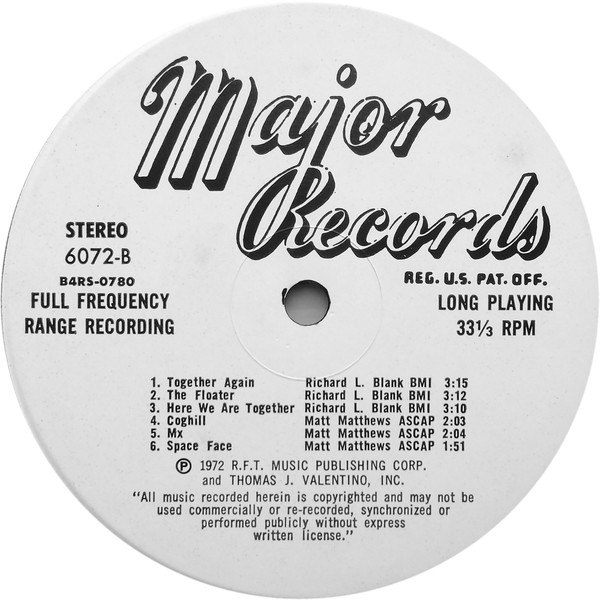 Major
Records
REG. U.S. PAT. OFF.
STEREO
6072-B
B4RS-0780
FULL FREQUENCY
RANGE RECORDING
LONG PLAYING
33⅓ RPM
1. Together Again Richard L. Blank BMI 3:15
2. The Floater Richard L. Blank BMI 3:12
3. Here We Are Together Richard L. Blank BMI 3:10
4. Coghill Matt Matthews ASCAP 2:03
5. Mx Matt Matthews ASCAP 2:04
6. Space Face Matt Matthews ASCAP 1:51
℗ 1972 R.F.T. MUSIC PUBLISHING CORP.
and THOMAS J. VALENTINO, INC.
"All music recorded herein is copyrighted and may not be
used commercially or re-recorded, synchronized or
performed publicly without express
written license."